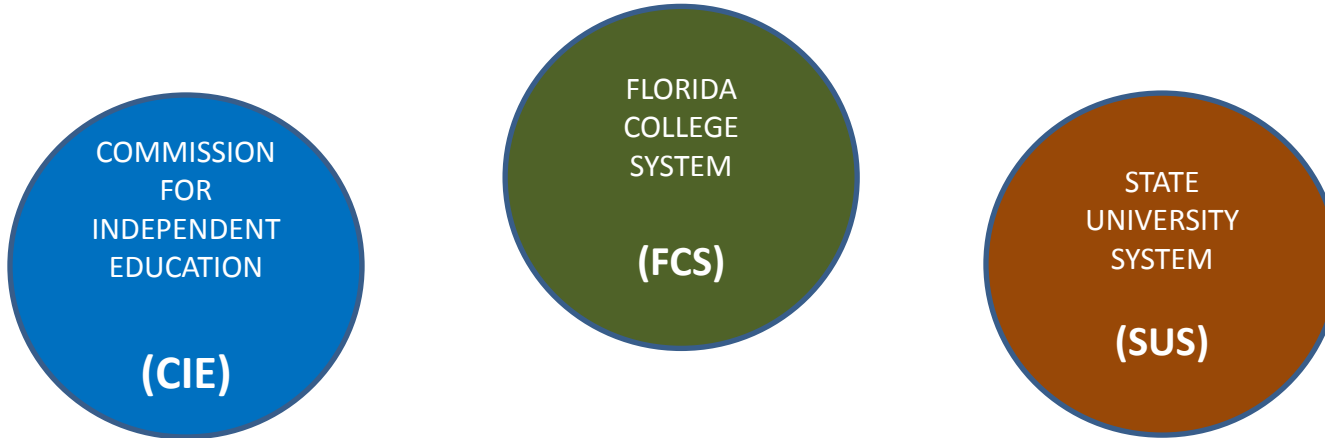 COMMISSION
FOR
INDEPENDENT
EDUCATION
(CIE)
FLORIDA
COLLEGE
SYSTEM
(FCS)
STATE
UNIVERSITY
SYSTEM
(SUS)